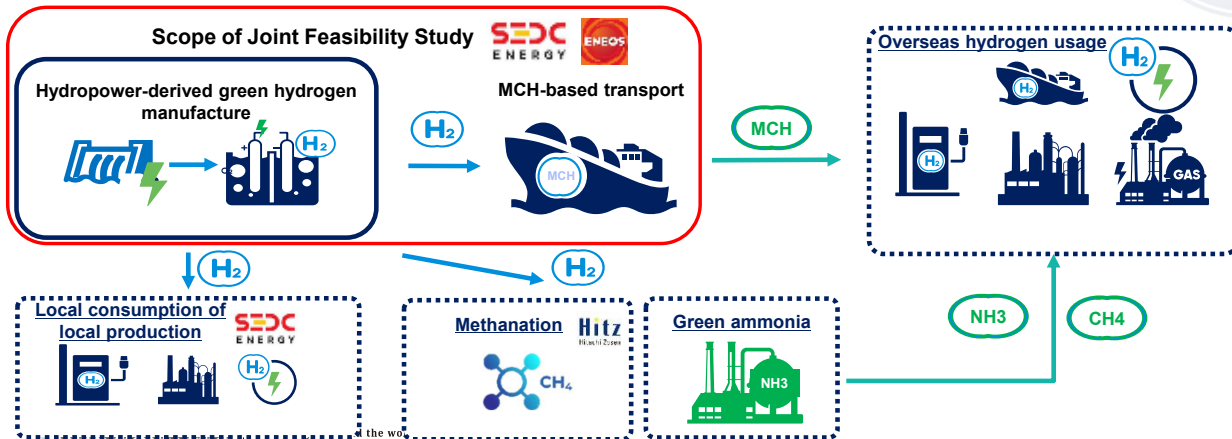 Scope of Joint Feasibility Study
SEDC
ENERGY
ENEOS
Hydropower-derived green hydrogen
manufacture
H₂
H₂
MCH-based transport
MCH
MCH
Overseas hydrogen usage
H₂
H₂
H₂
GAS
H₂
H₂
Local consumption of
local production
SEDC
ENERGY
H₂
H₂
Methanation
Hitz
Hitachi Zosen
CH₄
Green ammonia
NH3
NH3
CH4
the wo